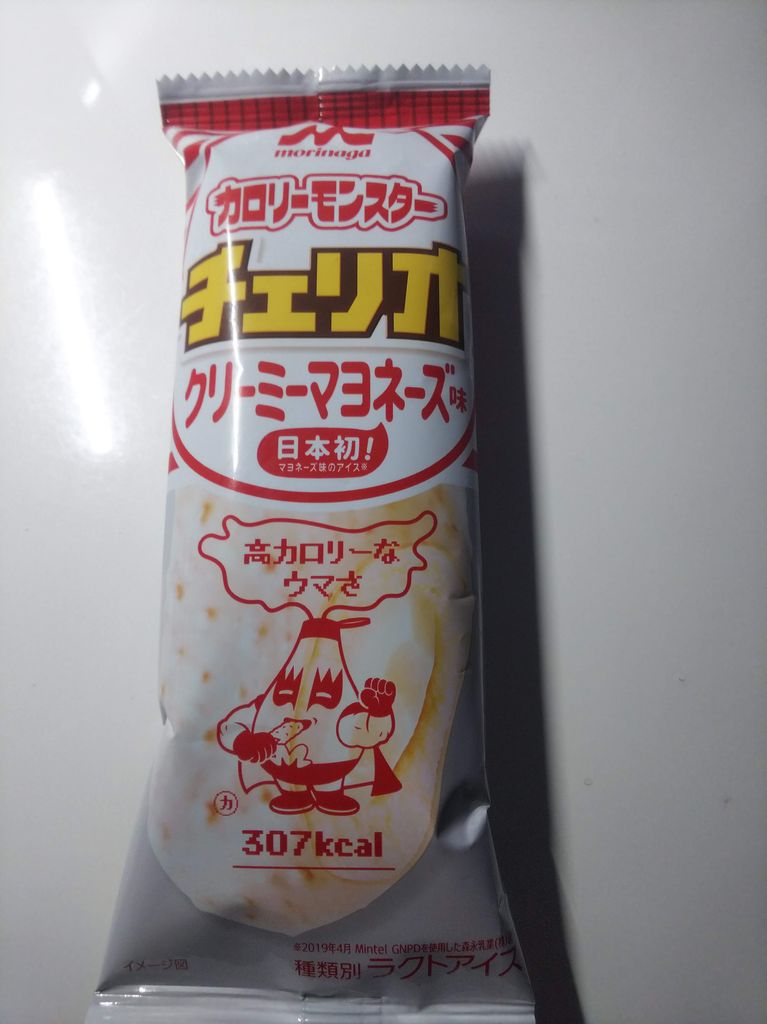 morinaga
カロリーモンスター
チェリオ
クリーミーマヨネーズ味
日本初!
マヨネーズ味のアイス※
高カロリーな
ウマさ
カ
307kcal
※2019年4月 Mintel GNPDを使用した森永乳業(株)
イメージ図
種類別 ラクトアイス